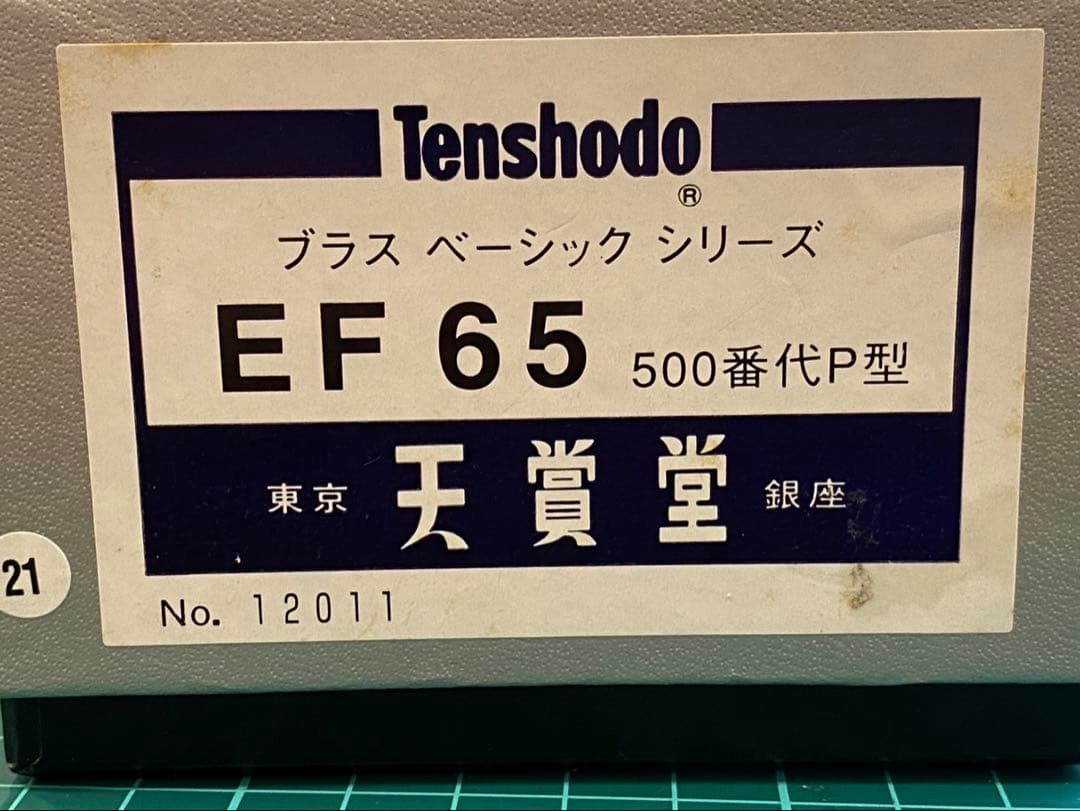 Tenshodo
®
ブラス ベーシック シリーズ
EF 65 500番代P型
東京 天賞堂 銀座
21
No. 12011